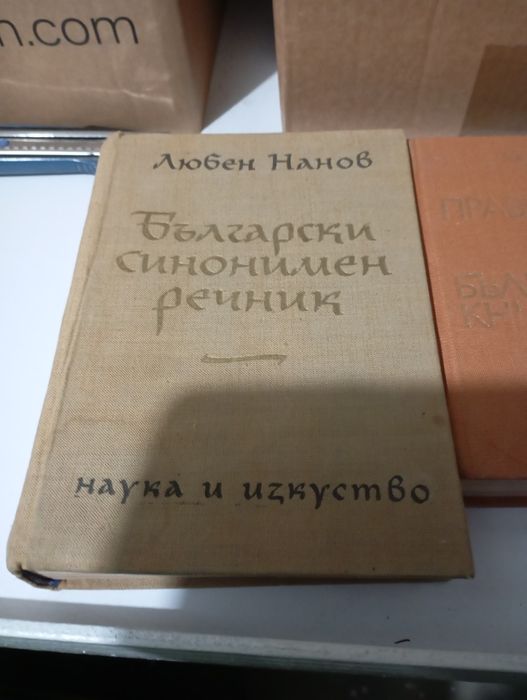 n.com
Любен Нанов
Български
синонимен
речник
наука и изкуство